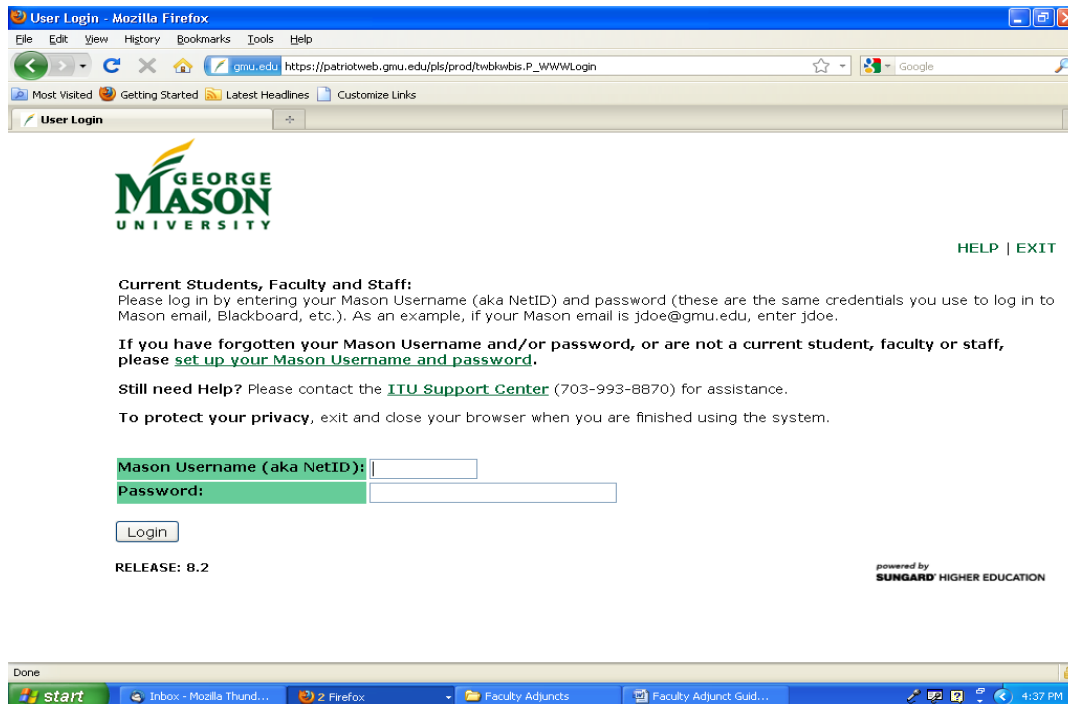 User Login - Mozilla Firefox
File Edit View History Bookmarks Tools Help
gmu.edu https://patriotweb.gmu.edu/pls/prod/twbkwbis.P_WWWLogin
Google
Most Visited Getting Started Latest Headlines Customize Links
User Login
GEORGE
MASON
UNIVERSITY
HELP | EXIT
Current Students, Faculty and Staff:
Please log in by entering your Mason Username (aka NetID) and password (these are the same credentials you use to log in to
Mason email, Blackboard, etc.). As an example, if your Mason email is jdoe@gmu.edu, enter jdoe.
If you have forgotten your Mason Username and/or password, or are not a current student, faculty or staff,
please set up your Mason Username and password.
Still need Help? Please contact the ITU Support Center (703-993-8870) for assistance.
To protect your privacy, exit and close your browser when you are finished using the system.
Mason Username (aka NetID):
Password:
Login
RELEASE: 8.2
powered by
SUNGARD' HIGHER EDUCATION
Done
start Inbox - Mozilla Thund... 2 Firefox Faculty Adjuncts Faculty Adjunct Guid... 4:37 PM